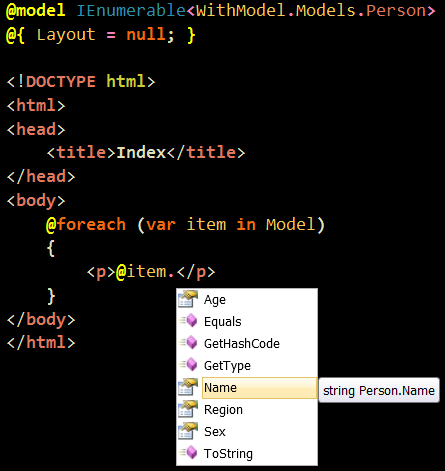 @model IEnumerable<WithModel.Models.Person>
@{ Layout = null; }
<!DOCTYPE html>
<html>
<head>
<title>Index</title>
</head>
<body>
@foreach (var item in Model)
{
<p>@item.</p>
}
</body>
</html>
Age
Equals
GetHashCode
GetType
Name
string Person.Name
Region
Sex
ToString